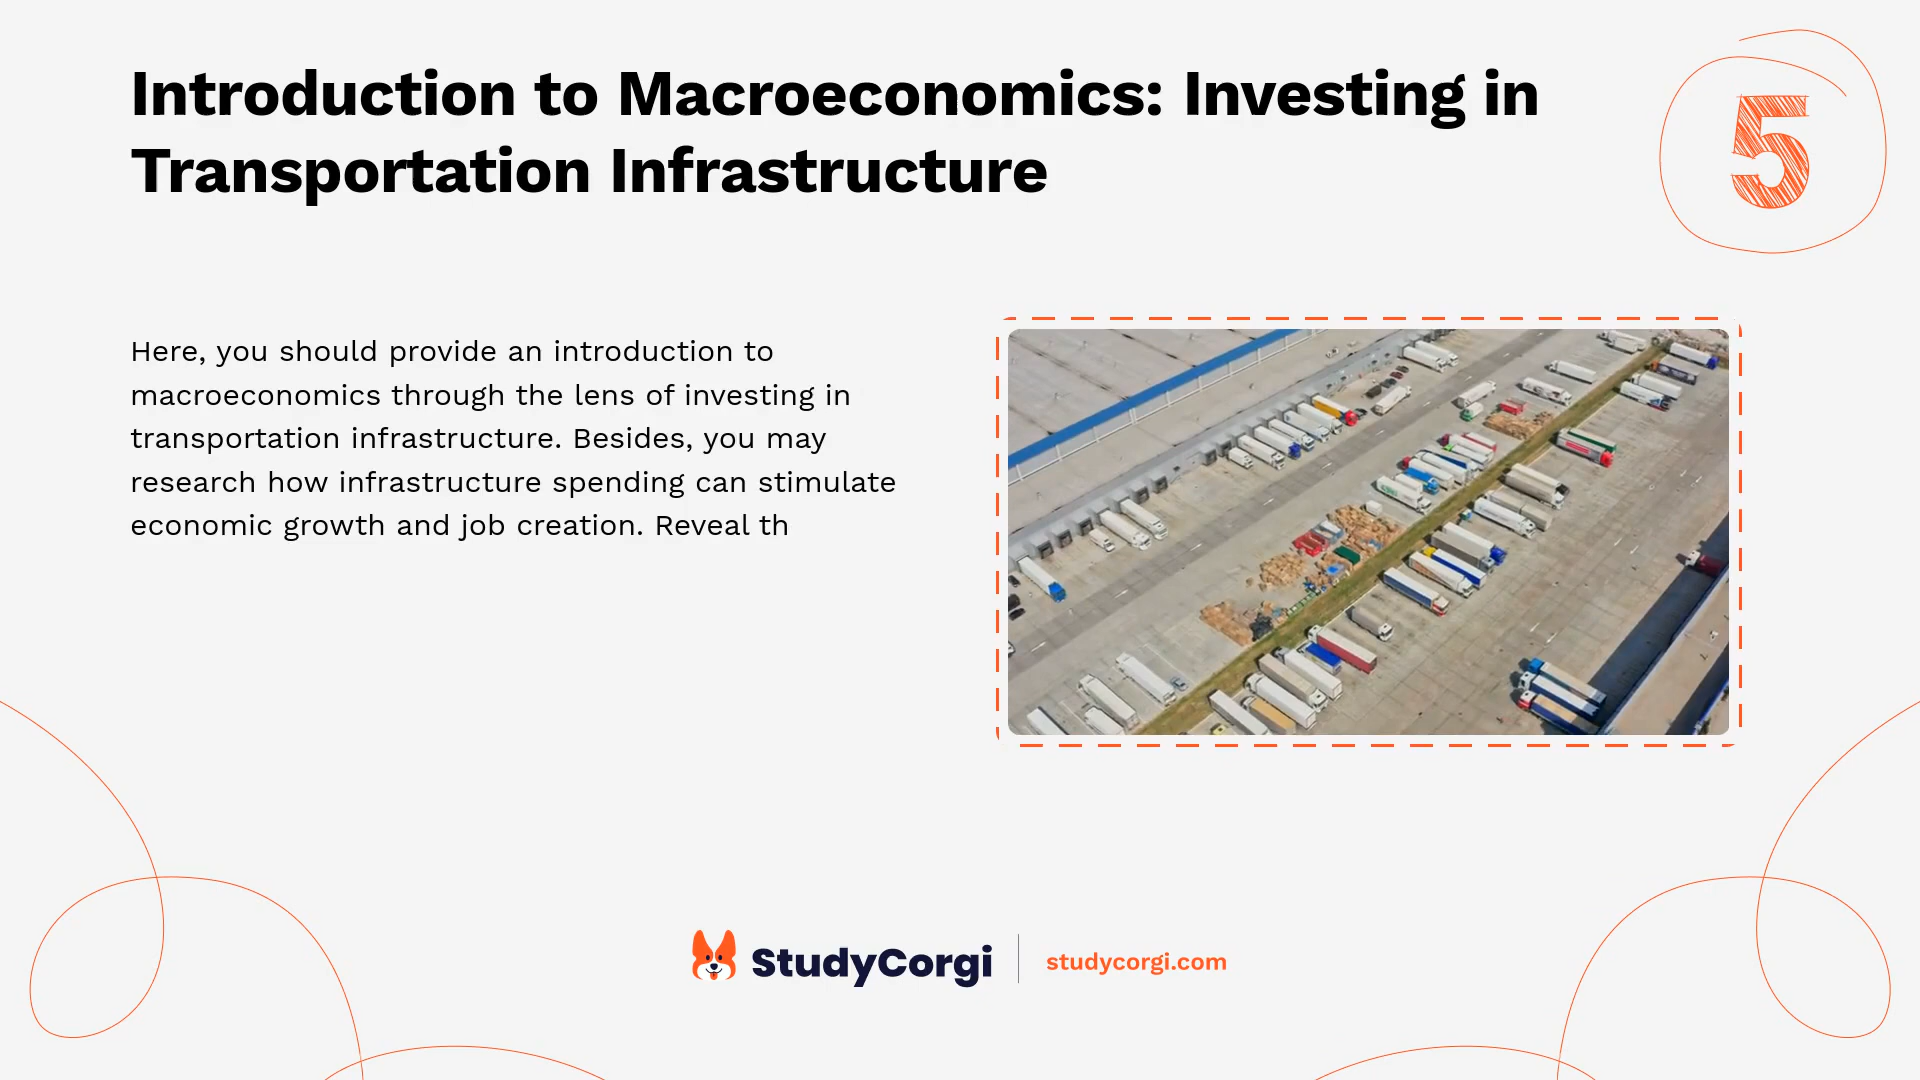 Introduction to Macroeconomics: Investing in
Transportation Infrastructure
5
Here, you should provide an introduction to
macroeconomics through the lens of investing in
transportation infrastructure. Besides, you may
research how infrastructure spending can stimulate
economic growth and job creation. Reveal th
StudyCorgi
studycorgi.com